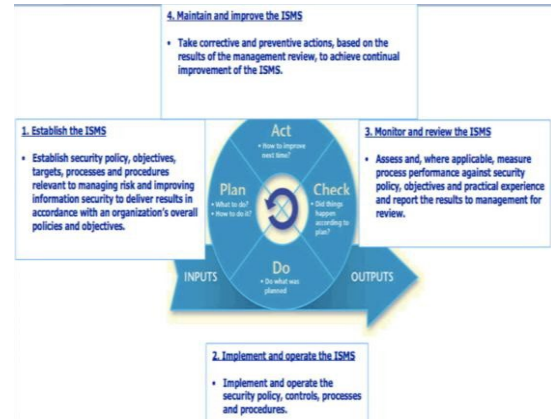 4. Maintain and improve the ISMS
• Take corrective and preventive actions, based on the
results of the management review, to achieve continual
improvement of the ISMS.
1. Establish the ISMS
• Establish security policy, objectives,
targets, processes and procedures
relevant to managing risk and improving
information security to deliver results in
accordance with an organization's overall
policies and objectives.
Act
• How to improve
next time?
Plan
• What to do?
• How to do it?
Check
• Did things
happen
according to
plan?
Do
• Do what was
planned
INPUTS
OUTPUTS
3. Monitor and review the ISMS
• Assess and, where applicable, measure
process performance against security
policy, objectives and practical experience
and report the results to management for
review.
2. Implement and operate the ISMS
• Implement and operate the
security policy, controls, processes
and procedures.